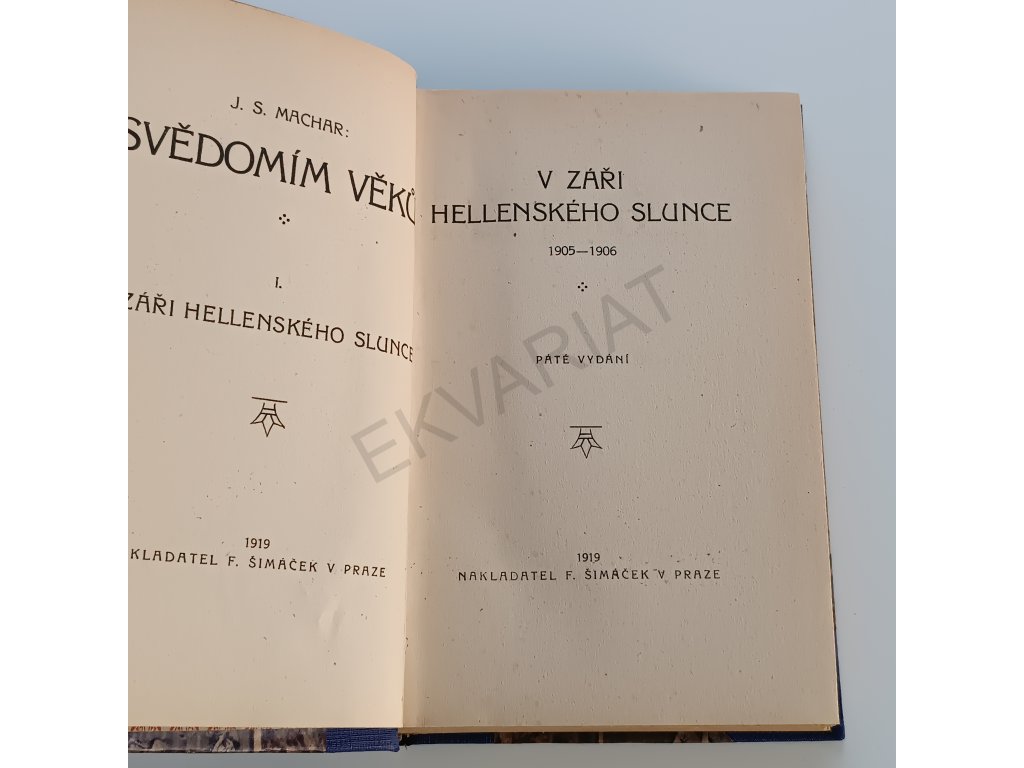 J. S. MACHAR:
SVĚDOMÍM VĚKŮ
I.
ZÁŘI HELLENSKÉHO SLUNCE
1919
KLADATEL F. ŠIMÁČEK V PRAZE
V ZÁŘI
HELLENSKÉHO SLUNCE
1905—1906
PÁTÉ VYDÁNÍ
1919
NAKLADATEL F. ŠIMÁČEK V PRAZE
EKVARIAT